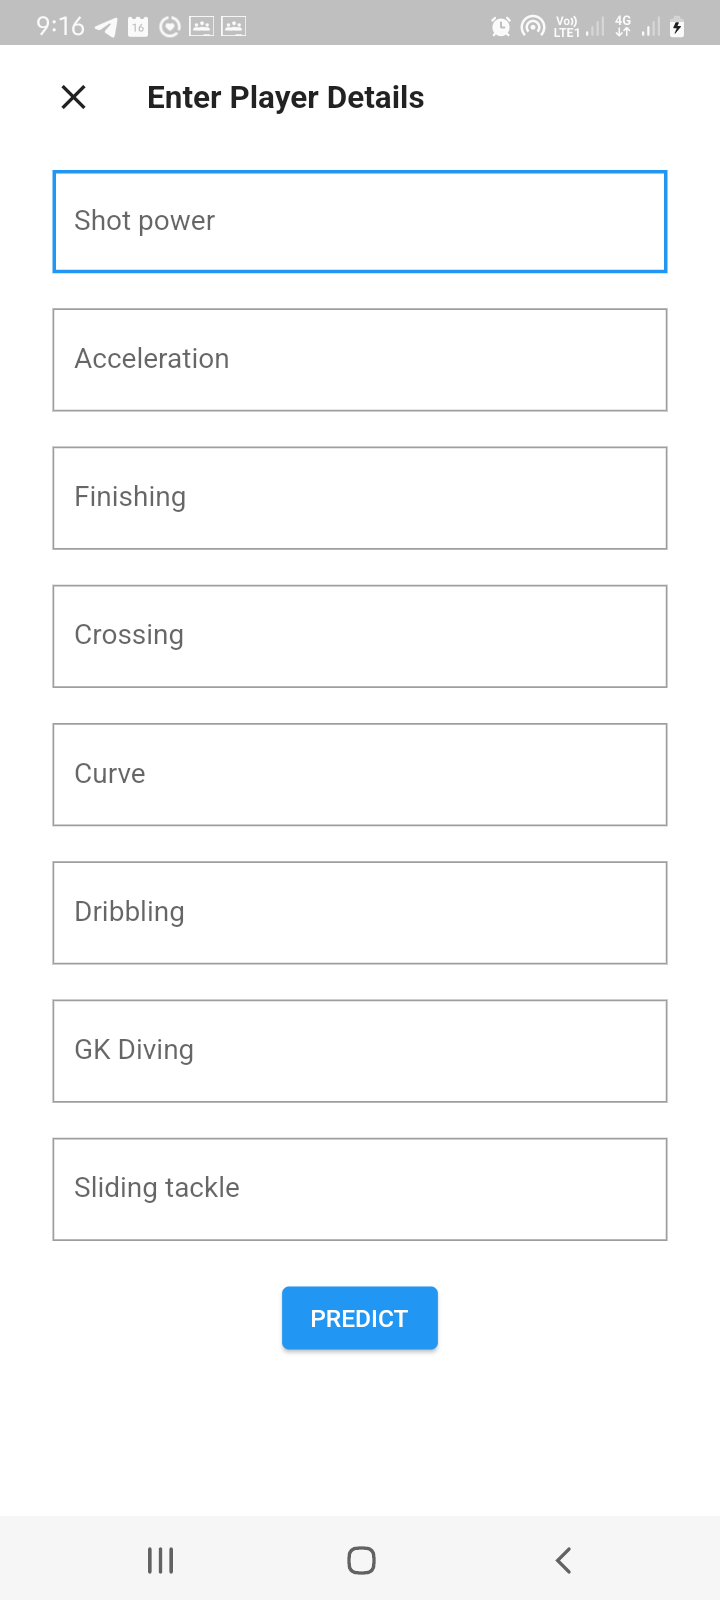 9:16 16 Vo)) LTE1 4G
Enter Player Details
Shot power
Acceleration
Finishing
Crossing
Curve
Dribbling
GK Diving
Sliding tackle
PREDICT